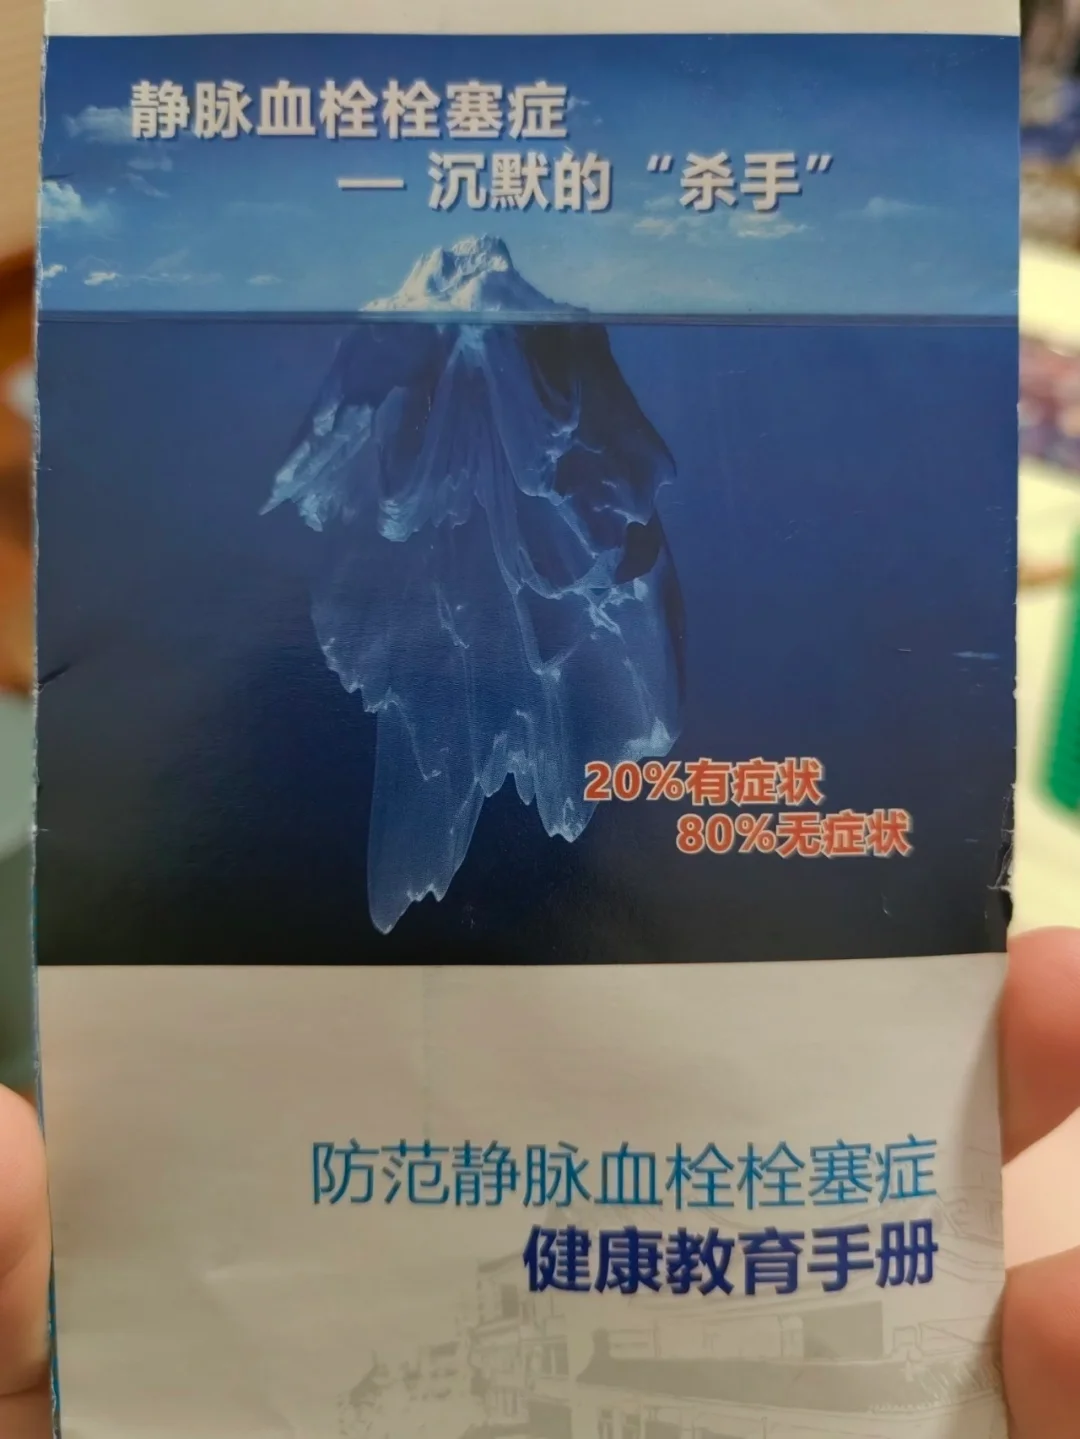 静脉血栓栓塞症
— 沉默的“杀手”
20%有症状
80%无症状
防范静脉血栓栓塞症
健康教育手册